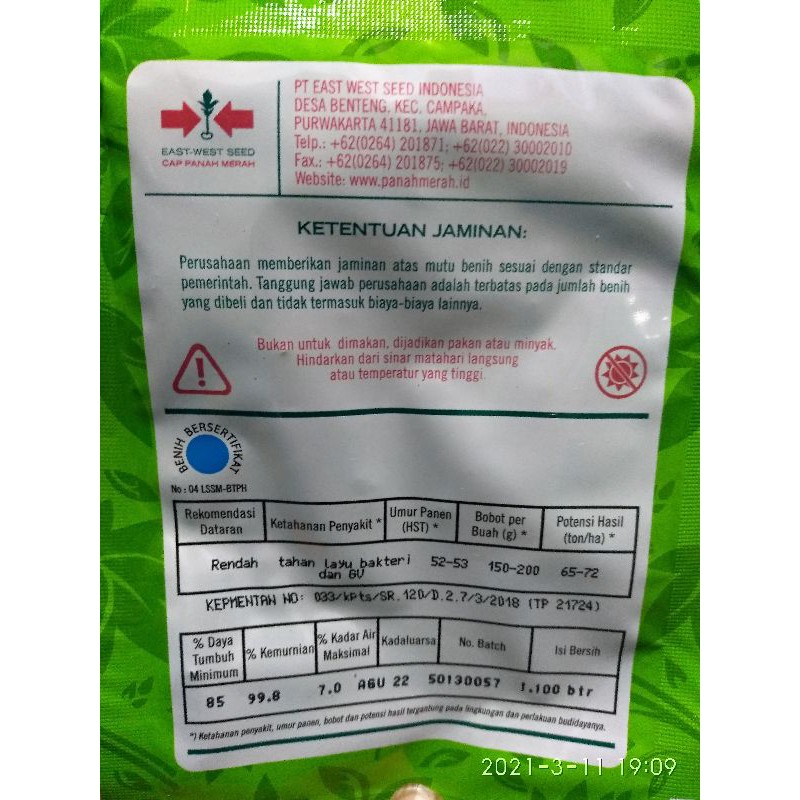 PT EAST WEST SEED INDONESIA
DESA BENTENG. KEC. CAMPAKA,
PURWAKARTA 41181, JAWA BARAT, INDONESIA
Telp.: +62(0264) 201871; +62(022) 30002010
Fax.: +62(0264) 201875; +62(022) 30002019
Website: www.panahmerah.id
EAST-WEST SEED
CAP PANAH MERAH
KETENTUAN JAMINAN:
Perusahaan memberikan jaminan atas mutu benih sesuai dengan standar
pemerintah. Tanggung jawab perusahaan adalah terbatas pada jumlah benih
yang dibeli dan tidak termasuk biaya-biaya lainnya.
Bukan untuk dimakan, dijadikan pakan atau minyak.
Hindarkan dari sinar matahari langsung
atau temperatur yang tinggi.
BENIH BERSERTIFIKAT
No : 04 LSSM-BTPH
Rekomendasi Dataran Ketahanan Penyakit * Umur Panen (HST) * Bobot per Buah (g) * Potensi Hasil (ton/ha) *
Rendah tahan layu bakteri 52-53 150-200 65-72
dan GV
KEPMENTAN NO: 033/kpts/SR.120/D.2.7/3/2018 (TP 21724)
% Daya Tumbuh Minimum % Kemurnian % Kadar Air Maksimal Kadaluarsa No. Batch Isi Bersih
85 99.8 7.0 AGU 22 50130057 1.100 btr
*) Ketahanan penyakit, umur panen, bobot dan potensi hasil tergantung pada lingkungan dan perlakuan budidayanya.
2021-3-11 19:09